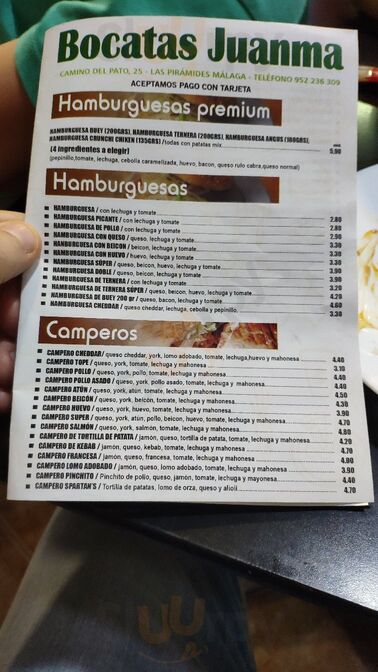 Bocatas Juanma
CAMINO DEL PATO, 25 - LAS PIRÁMIDES MÁLAGA - TELÉFONO 952 236 309
ACEPTAMOS PAGO CON TARJETA
Hamburguesas premium
HAMBURGUESA BUEY (200GRS), HAMBURGUESA TERNERA (200GRS), HAMBURGUESA ANGUS (180GRS),
HAMBURGUESA CRUNCHI CHIKEN (135GRS) /todas con patatas mix 5,90
(4 ingredientes a elegir)
(pepinillo,tomate, lechuga, cebolla caramelizada, huevo, bacon, queso rulo cabra,queso normal)
Hamburguesas
HAMBURGUESA / con lechuga y tomate 2.80
HAMBURGUESA PICANTE / con lechuga y tomate 2.80
HAMBURGUESA DE POLLO / con lechuga y tomate 2.90
HAMBURGUESA CON QUESO / queso, lechuga y tomate 3.30
HANBURGUESA CON BEICON / beicon, lechuga y tomate 3.30
HAMBURGUESA CON HUEVO / huevo, lechuga y tomate 3.30
HAMBURGUESA SÚPER / queso, beicon, huevo, lechuga y tomate 3.90
HAMBURGUESA DOBLE / queso, beicon, lechuga y tomate 3.90
HAMBURGUESA DE TERNERA / con lechuga y tomate 3.20
HAMBURGUESA DE TERNERA SÚPER / queso, beicon, huevo, lechuga y tomate 4.20
HAMBURGUESA DE BUEY 200 gr / queso, bacon, lechuga y tomate 4.60
HAMBURGUESA CHEDDAR / queso cheddar, lechuga, cebolla y pepinillo 3.30
Camperos
CAMPERO CHEDDAR/ queso cheddar, york, lomo adobado, tomate, lechuga,huevo y mahonesa 4.40
CAMPERO TOPE / queso, york, tomate, lechuga y mahonesa 3.10
CAMPERO POLLO / queso, york, pollo, tomate, lechuga y mahonesa 4.40
CAMPERO POLLO ASADO / queso, york, pollo asado, tomate, lechuga y mahonesa 4.40
CAMPERO ATÚN / queso, york, atún, tomate, lechuga y mahonesa 4.50
CAMPERO BEICÓN / queso, york, beicón, tomate, lechuga y mahonesa 4.30
CAMPERO HUEVO / queso, york, huevo, tomate, lechuga y mahonesa 3.90
CAMPERO SUPER / queso, york, atún, pollo, beicon, huevo, tomate, lechuga y mahonesa 4.70
CAMPERO SALMÓN / queso, york, salmón, tomate, lechuga y mahonesa 4.80
CAMPERO DE TORTILLA DE PATATA / jamón, queso, tortilla de patata, tomate, lechuga y mahonesa 4.20
CAMPERO DE KEBAB / jamón, queso, kebab, tomate, lechuga y mahonesa 4.70
CAMPERO FRANCESA / jamón, queso, francesa, tomate, lechuga y mahonesa 4.00
CAMPERO LOMO ADOBADO / jamón, queso, lomo adobado, tomate, lechuga y mahonesa 3.90
CAMPERO PINCHITO / Pinchito de pollo, queso, jamón, tomate, lechuga y mayonesa 4.40
CAMPERO SPARTAN'S / Tortilla de patatas, lomo de orza, queso y alioli 4.70